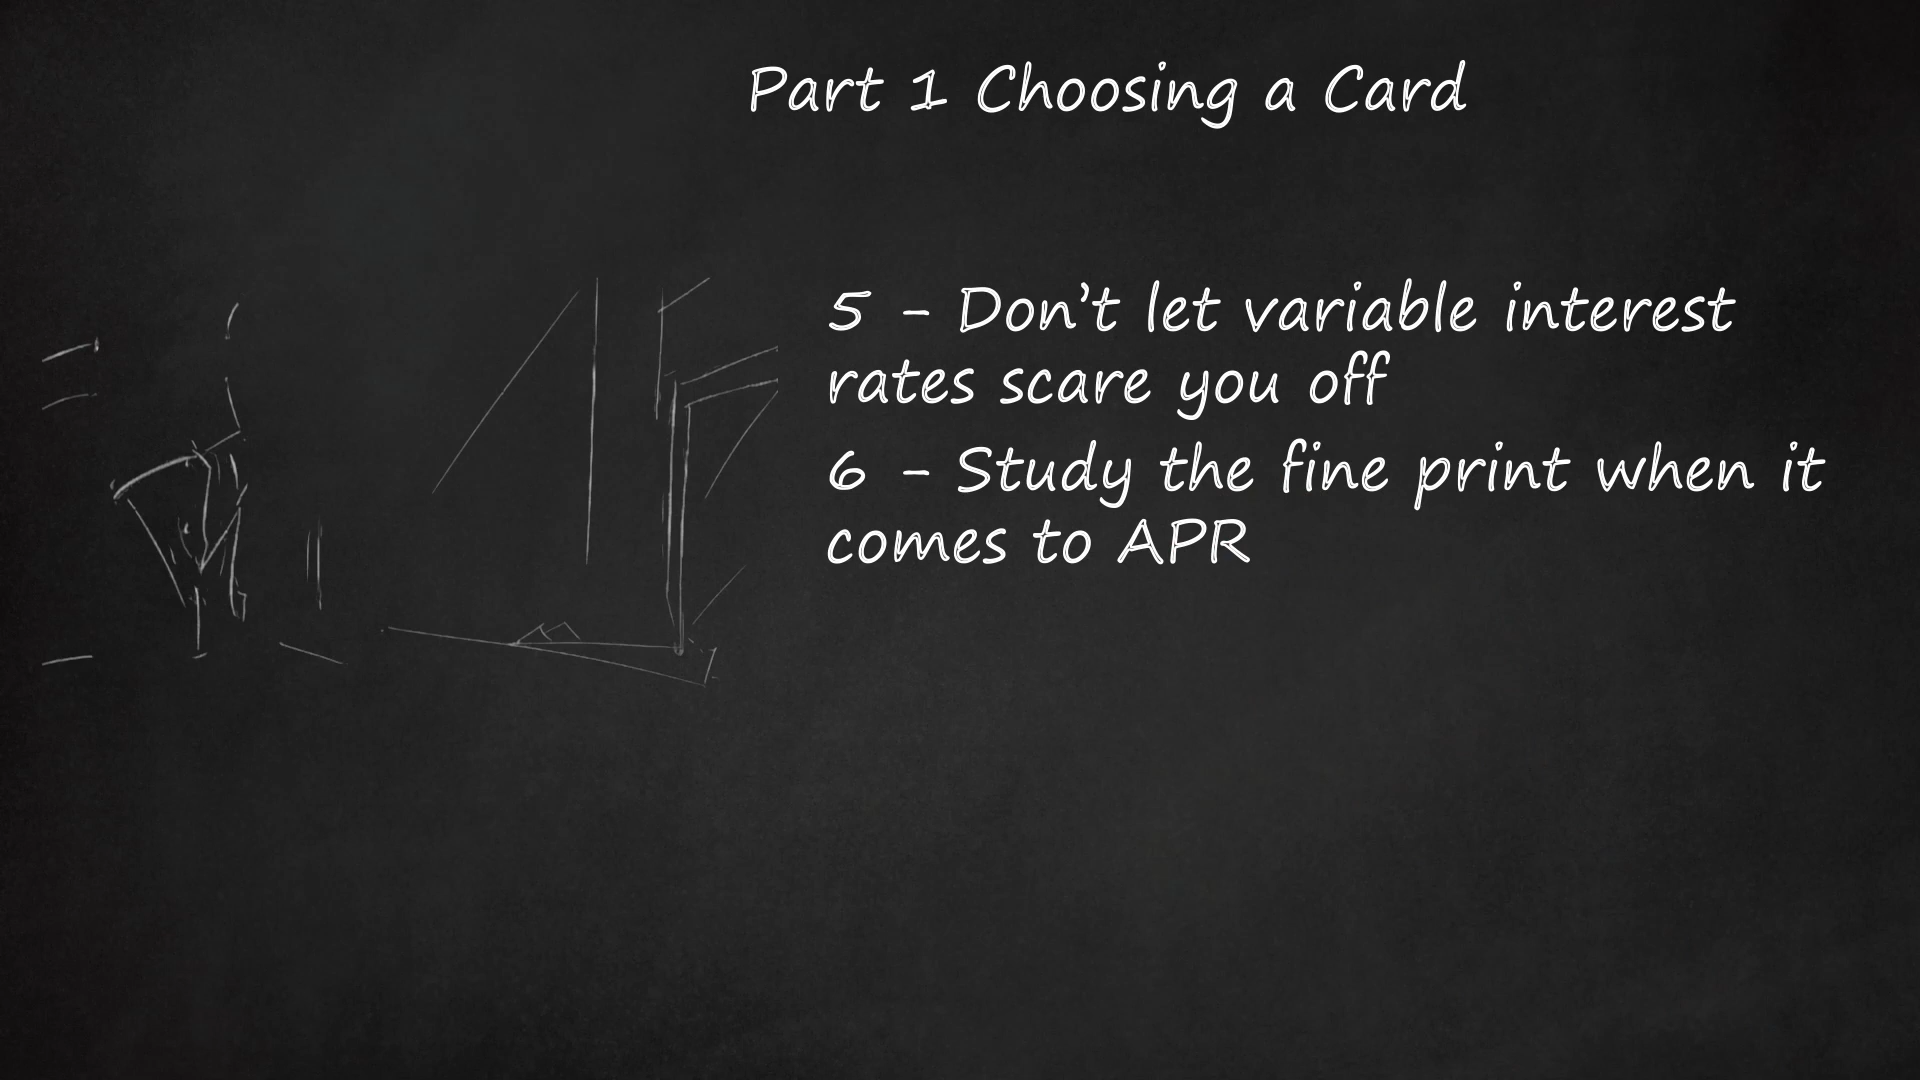 Part 1 Choosing a Card
5 - Don’t let variable interest
rates scare you off
6 - Study the fine print when it
comes to APR